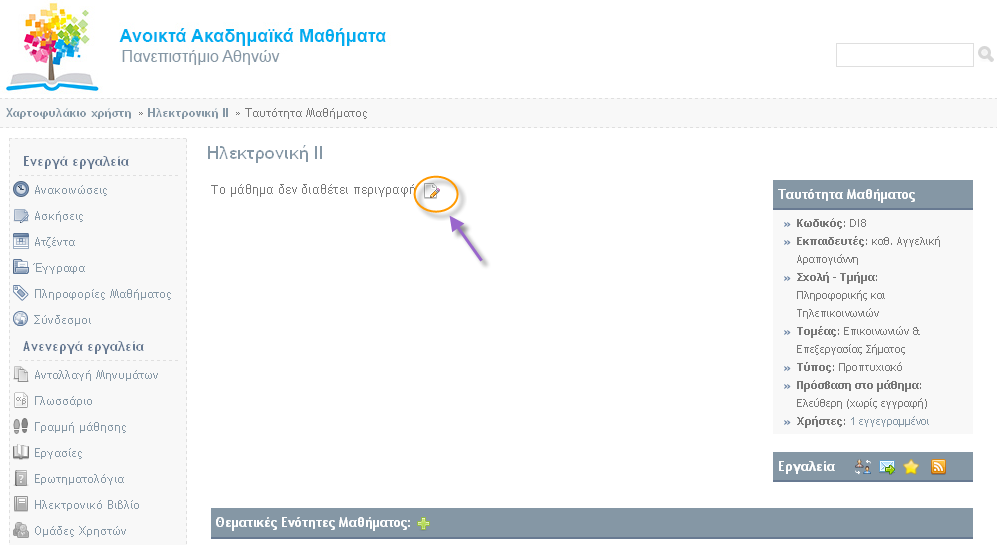 Ανοικτά Ακαδημαϊκά Μαθήματα
Πανεπιστήμιο Αθηνών
Χαρτοφυλάκιο χρήστη » Ηλεκτρονική ΙΙ » Ταυτότητα Μαθήματος
Ενεργά εργαλεία
Ανακοινώσεις
Ασκήσεις
Ατζέντα
Έγγραφα
Πληροφορίες Μαθήματος
Σύνδεσμοι
Ανενεργά εργαλεία
Ανταλλαγή Μηνυμάτων
Γλωσσάριο
Γραμμή μάθησης
Εργασίες
Ερωτηματολόγια
Ηλεκτρονικό Βιβλίο
Ομάδες Χρηστών
Ηλεκτρονική ΙΙ
Το μάθημα δεν διαθέτει περιγραφή
Ταυτότητα Μαθήματος
» Κωδικός: DI8
» Εκπαιδευτές: καθ. Αγγελική
Αραπογιάννη
» Σχολή - Τμήμα:
Πληροφορικής και
Τηλεπικοινωνιών
» Τομέας: Επικοινωνιών &
Επεξεργασίας Σήματος
» Τύπος: Προπτυχιακό
» Πρόσβαση στο μάθημα:
Ελεύθερη (χωρίς εγγραφή)
» Χρήστες: 1 εγγεγραμμένοι
Εργαλεία
Θεματικές Ενότητες Μαθήματος: